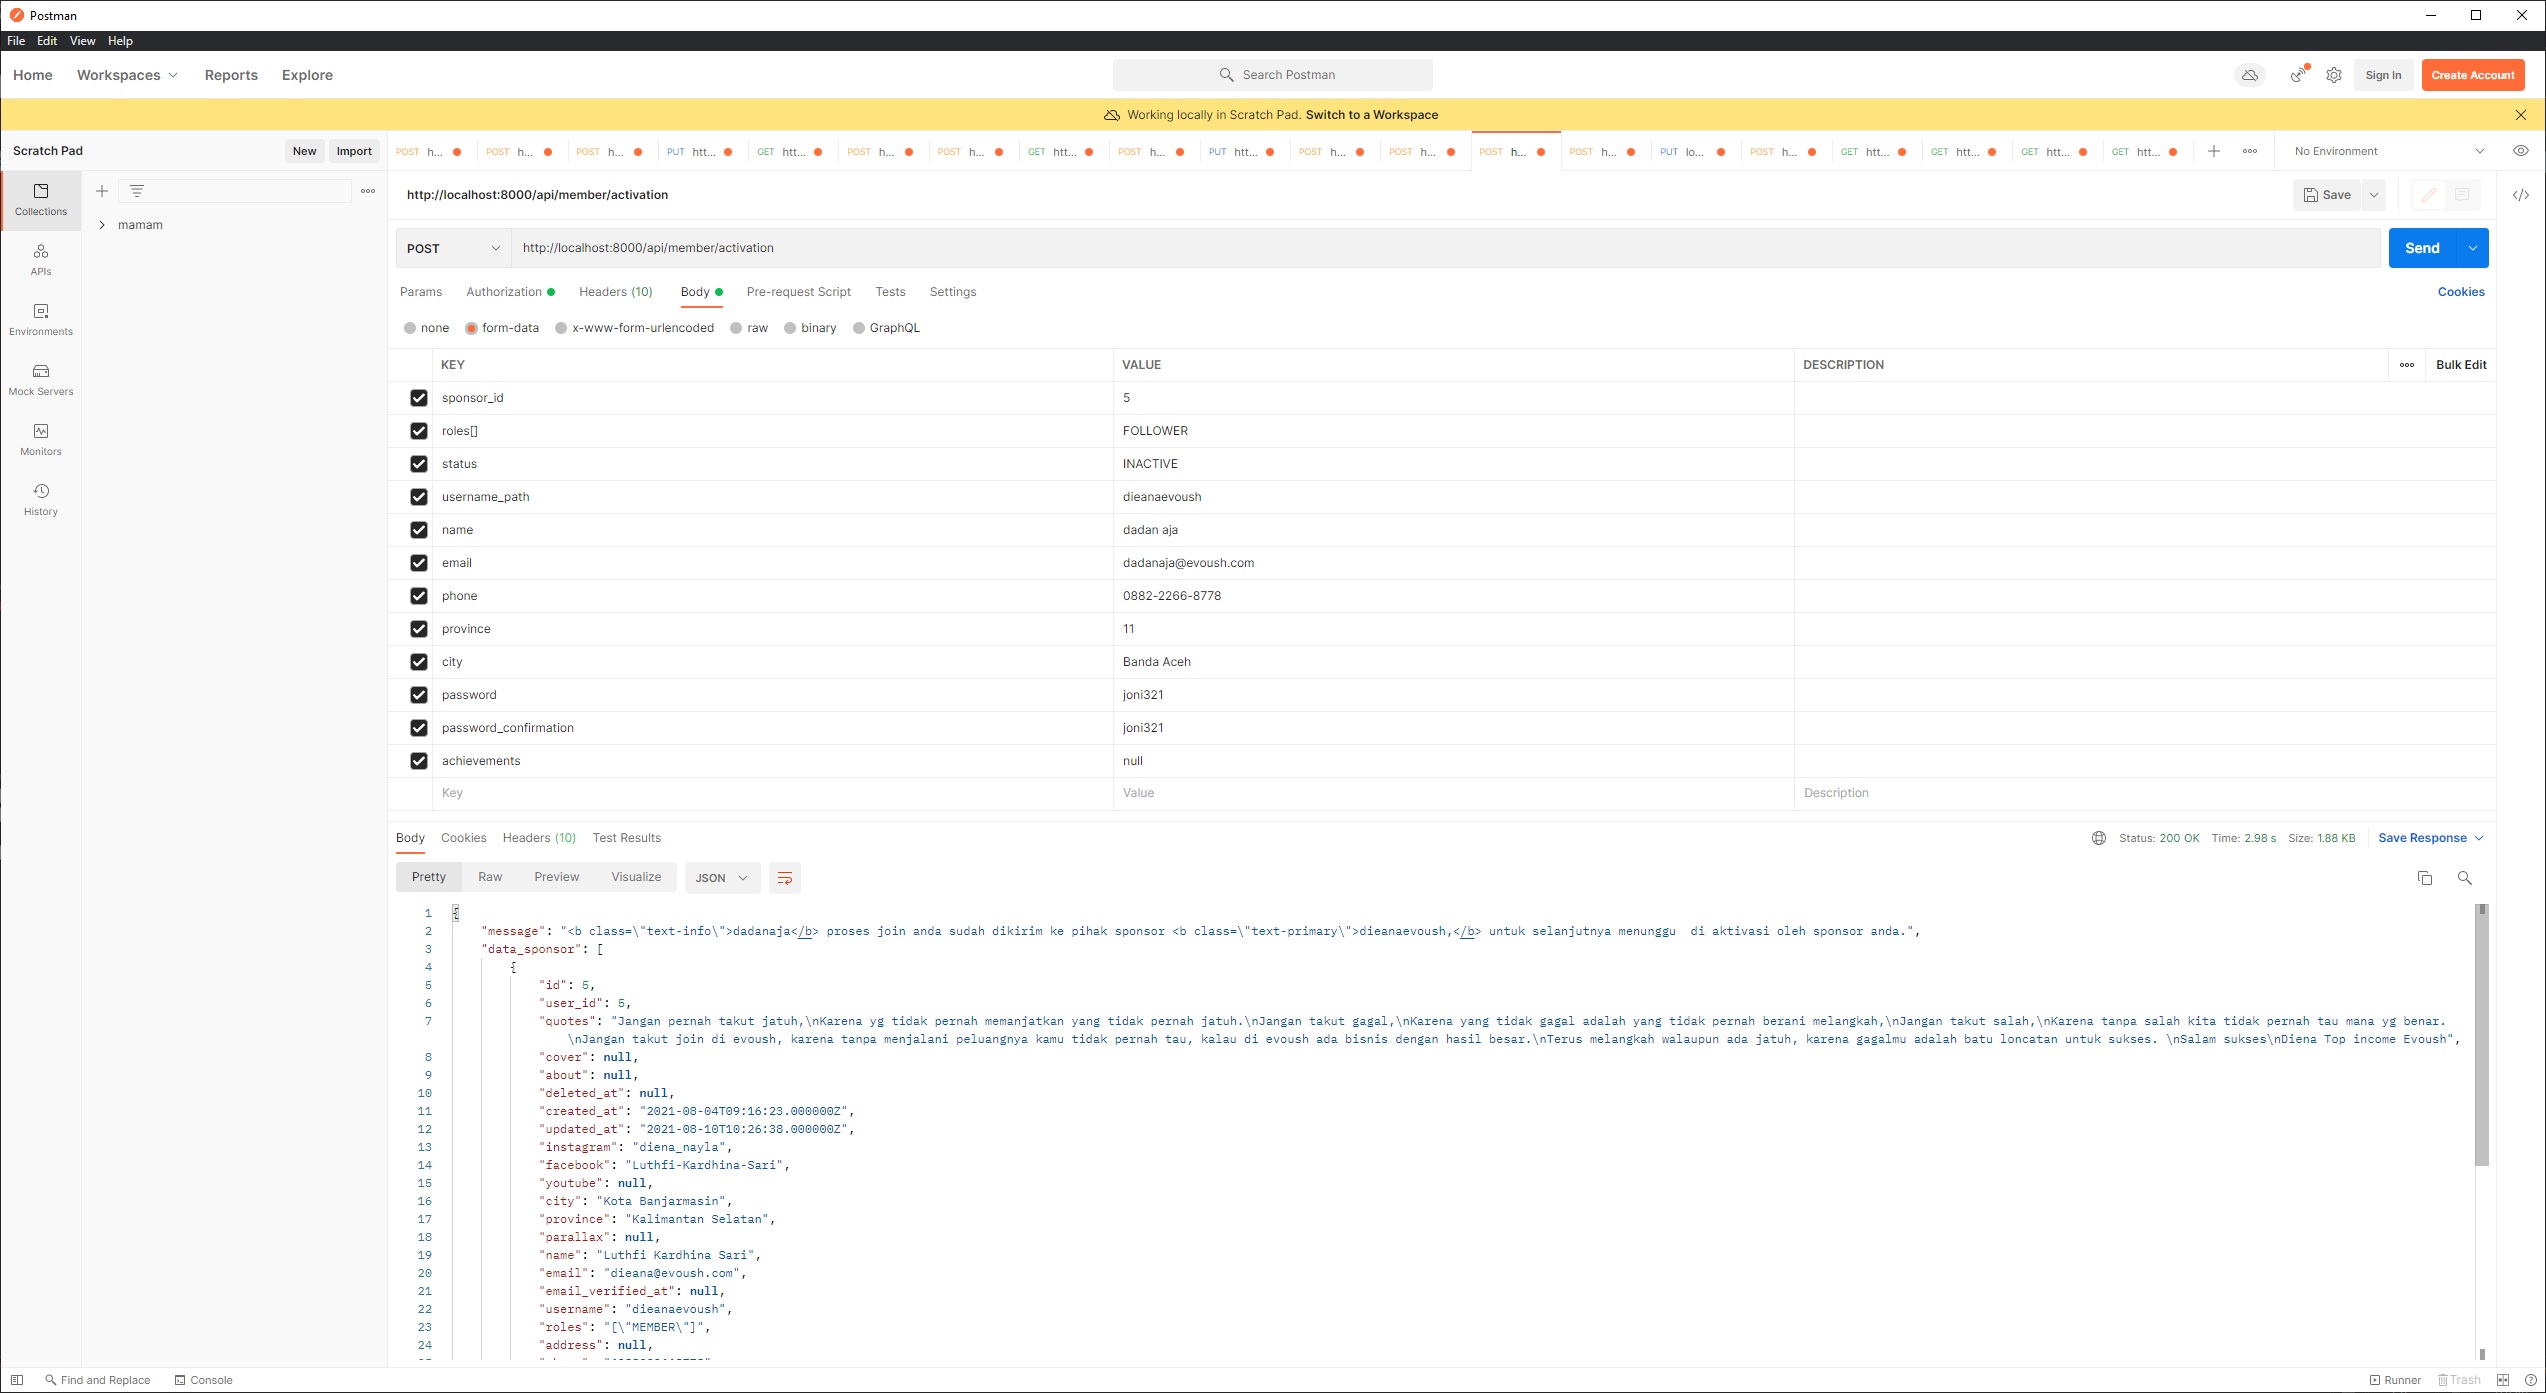 Postman
File Edit View Help
Home Workspaces Reports Explore
Search Postman
Sign In Create Account
Working locally in Scratch Pad. Switch to a Workspace
Scratch Pad New Import
POST h... POST h... POST h... PUT htt... GET htt... POST h... POST h... GET htt... POST h... PUT htt... POST h... POST h... POST h... POST h... PUT lo... POST h... GET htt... GET htt... GET htt... GET htt...
No Environment
Collections
mamam
APIs
Environments
Mock Servers
Monitors
History
http://localhost:8000/api/member/activation
Save
POST http://localhost:8000/api/member/activation Send
Params Authorization Headers (10) Body Pre-request Script Tests Settings Cookies
none form-data x-www-form-urlencoded raw binary GraphQL
KEY VALUE DESCRIPTION Bulk Edit
sponsor_id 5
roles[] FOLLOWER
status INACTIVE
username_path dieanaevoush
name dadan aja
email dadanaja@evoush.com
phone 0882-2266-8778
province 11
city Banda Aceh
password joni321
password_confirmation joni321
achievements null
Key Value Description
Body Cookies Headers (10) Test Results
Status: 200 OK Time: 2.98 s Size: 1.88 KB Save Response
Pretty Raw Preview Visualize JSON
1 {
2 "message": "<b class=\"text-info\">dadanaja</b> proses join anda sudah dikirim ke pihak sponsor <b class=\"text-primary\">dieanaevoush,</b> untuk selanjutnya menunggu  di aktivasi oleh sponsor anda.",
3 "data_sponsor": [
4 {
5 "id": 5,
6 "user_id": 5,
7 "quotes": "Jangan pernah takut jatuh,\nKarena yg tidak pernah memanjatkan yang tidak pernah jatuh.\nJangan takut gagal,\nKarena yang tidak gagal adalah yang tidak pernah berani melangkah,\nJangan takut salah,\nKarena tanpa salah kita tidak pernah tau mana yg benar.
\nJangan takut join di evoush, karena tanpa menjalani peluangnya kamu tidak pernah tau, kalau di evoush ada bisnis dengan hasil besar.\nTerus melangkah walaupun ada jatuh, karena gagalmu adalah batu loncatan untuk sukses. \nSalam sukses\nDiena Top income Evoush",
8 "cover": null,
9 "about": null,
10 "deleted_at": null,
11 "created_at": "2021-08-04T09:16:23.000000Z",
12 "updated_at": "2021-08-10T10:26:38.000000Z",
13 "instagram": "diena_nayla",
14 "facebook": "Luthfi-Kardhina-Sari",
15 "youtube": null,
16 "city": "Kota Banjarmasin",
17 "province": "Kalimantan Selatan",
18 "parallax": null,
19 "name": "Luthfi Kardhina Sari",
20 "email": "dieana@evoush.com",
21 "email_verified_at": null,
22 "username": "dieanaevoush",
23 "roles": "[\"MEMBER\"]",
24 "address": null,
Find and Replace Console Runner Trash